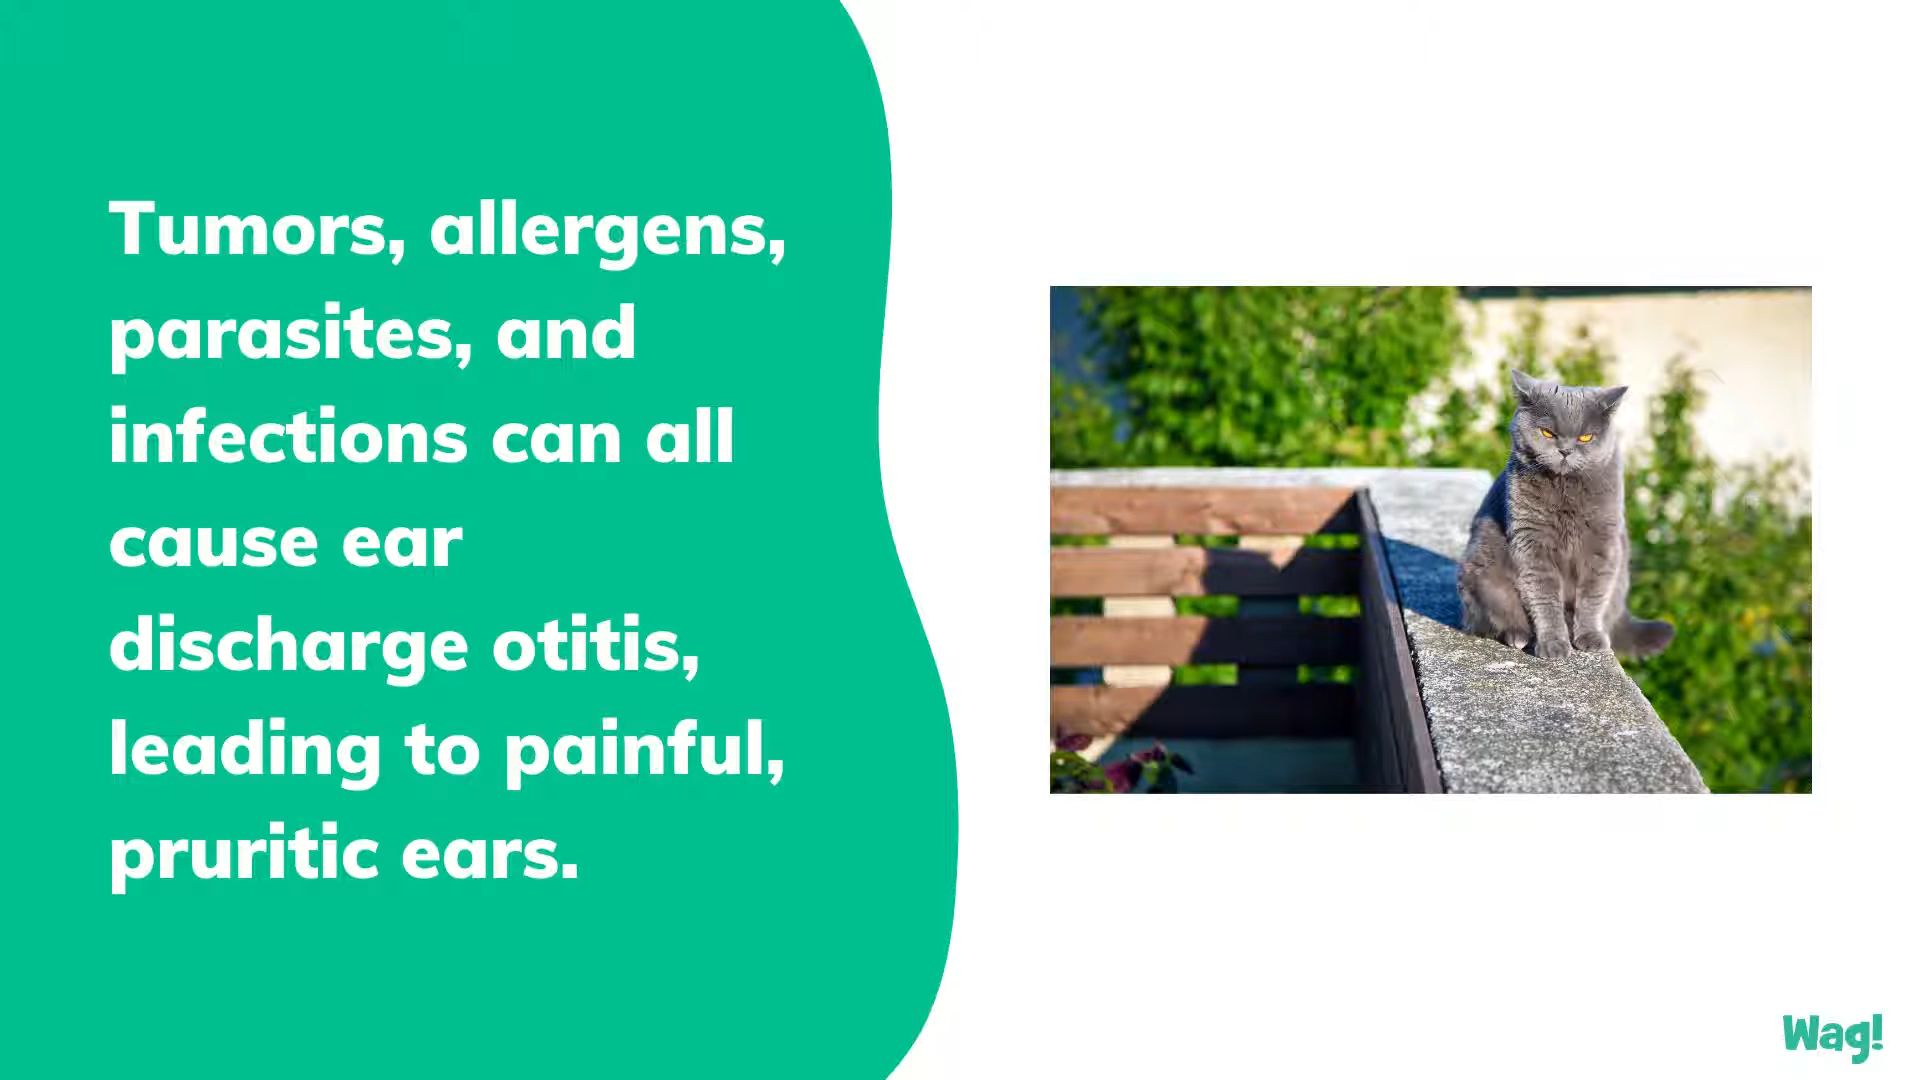 Tumors, allergens,
parasites, and
infections can all
cause ear
discharge otitis,
leading to painful,
pruritic ears.
Wag!